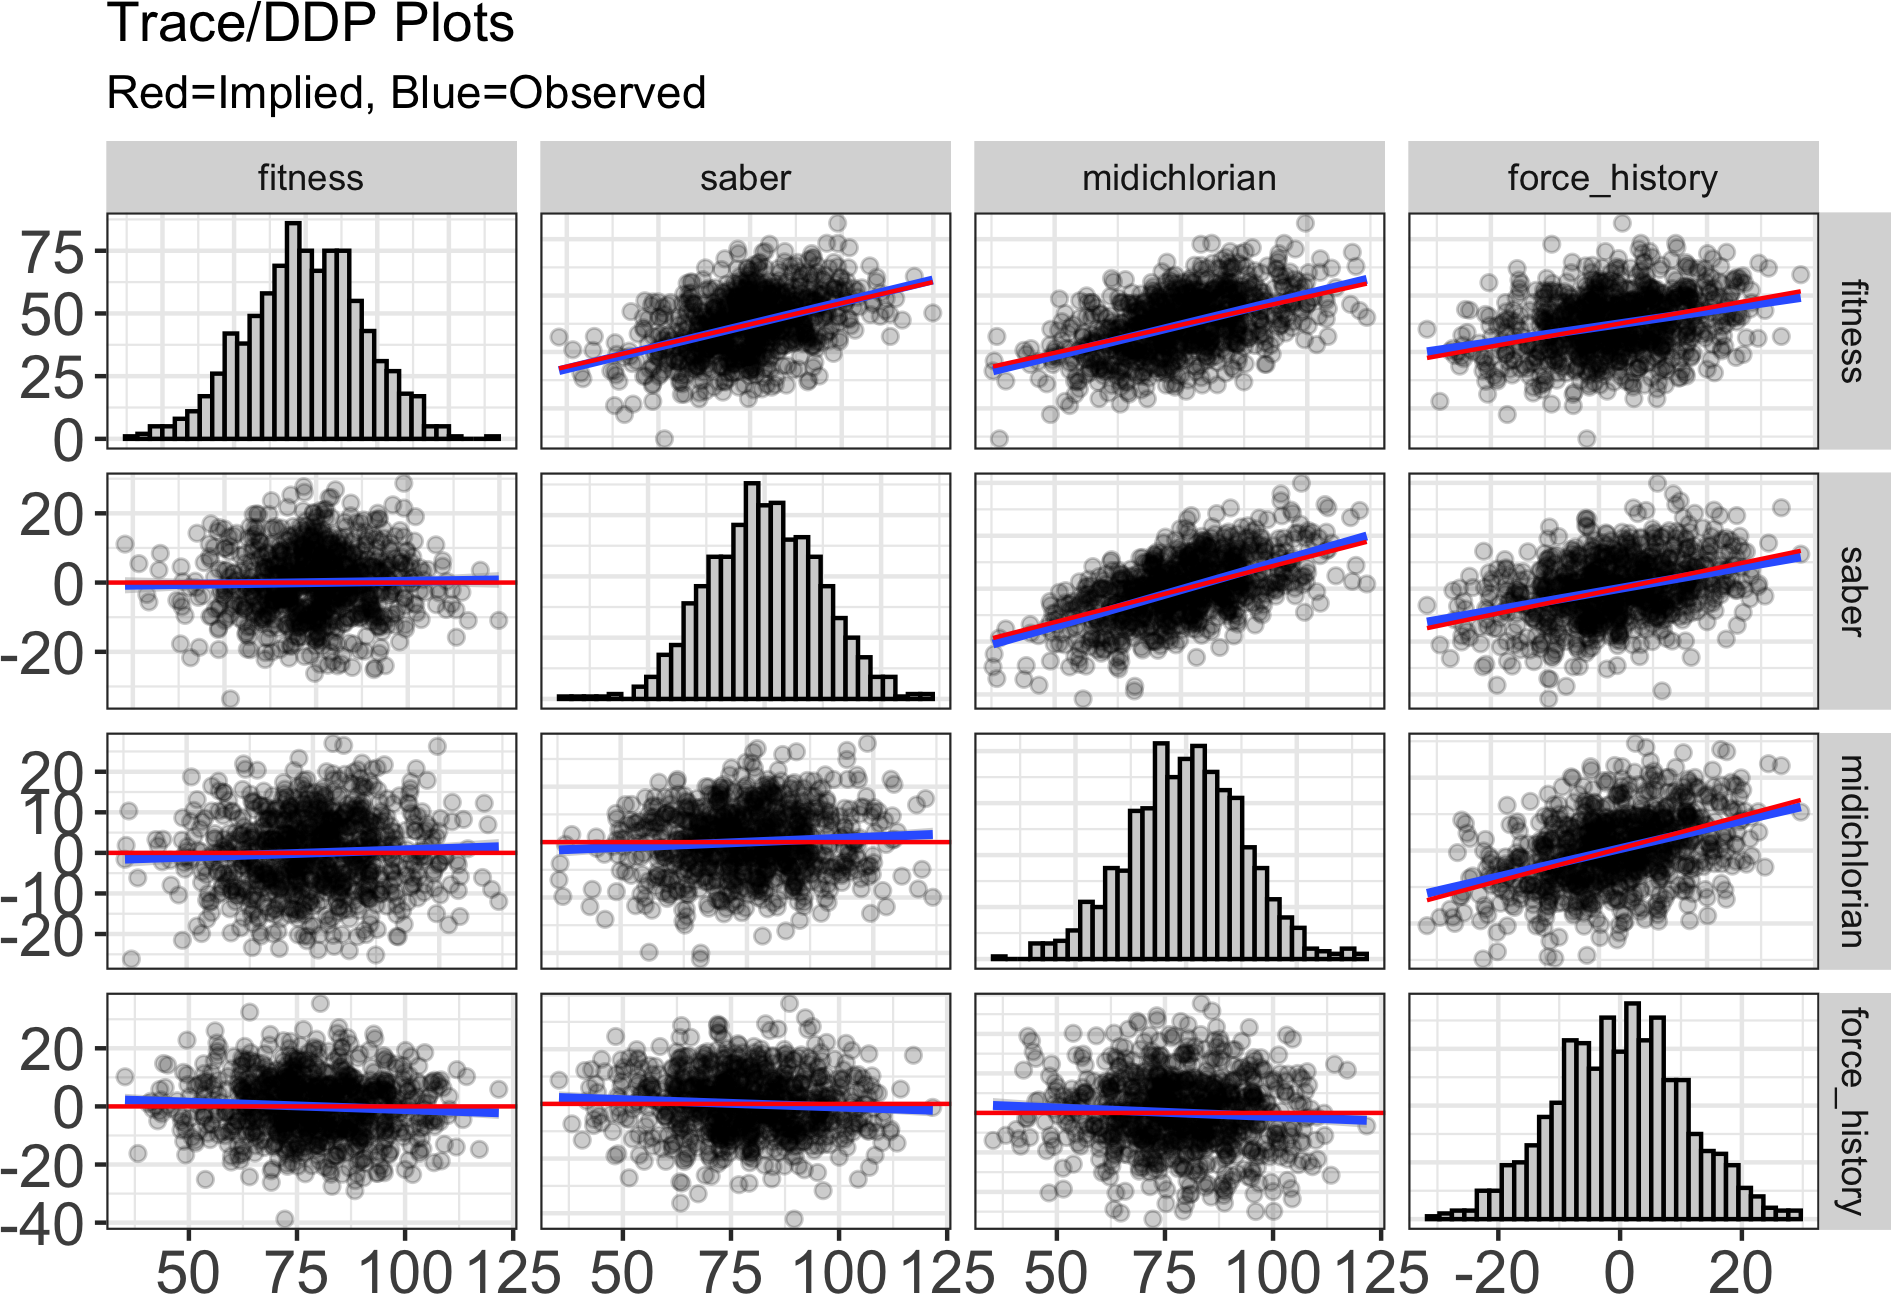 Trace/DDP Plots
Red=Implied, Blue=Observed
fitness saber midichlorian force_history
75
50
25
0
fitness
20
0
-20
saber
20
10
0
-10
-20
midichlorian
20
0
-20
-40
force_history
50 75 100 125 50 75 100 125 50 75 100 125 -20 0 20